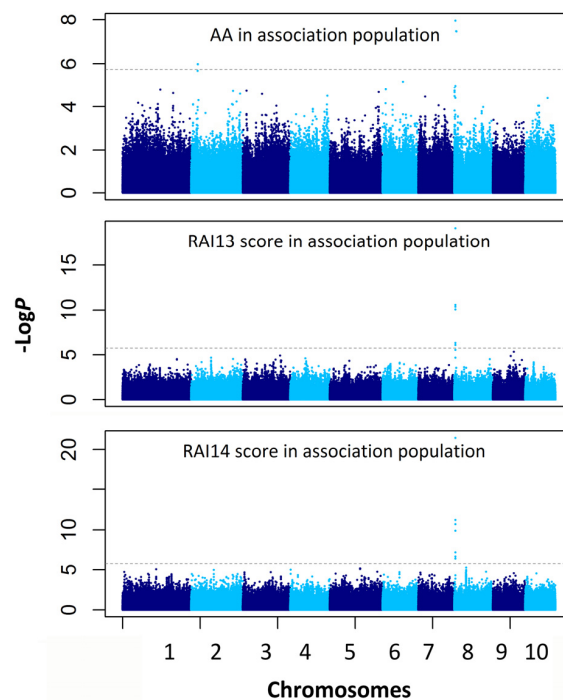 AA in association population
8
6
4
2
0
RAI13 score in association population
15
10
5
0
-LogP
RAI14 score in association population
20
10
5
0
1 2 3 4 5 6 7 8 9 10
Chromosomes